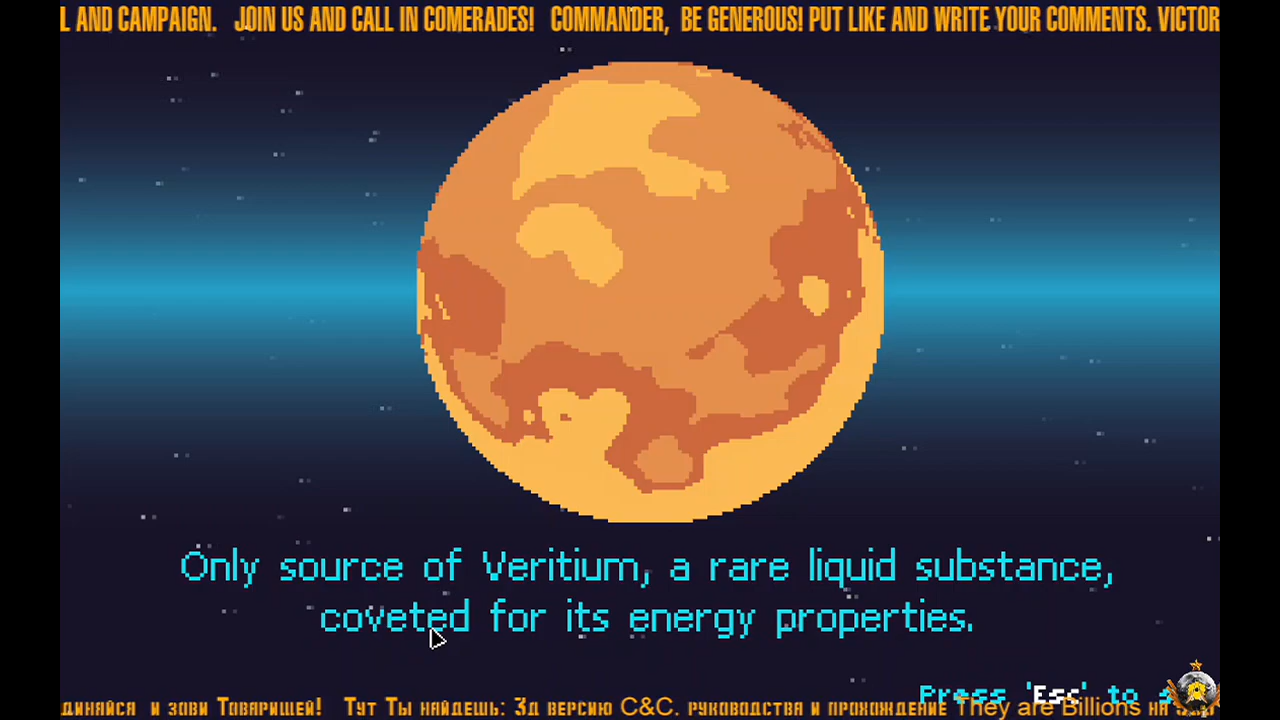 L AND CAMPAIGN. JOIN US AND CALL IN COMERADES! COMMANDER, BE GENEROUS! PUT LIKE AND WRITE YOUR COMMENTS. VICTOR
Only source of Veritium, a rare liquid substance,
coveted for its energy properties.
Press 'Esc' to s
диняйся и зови Товарищей! Тут Ты найдешь: 3д версию C&C. руководства и прохождение They are Billions на